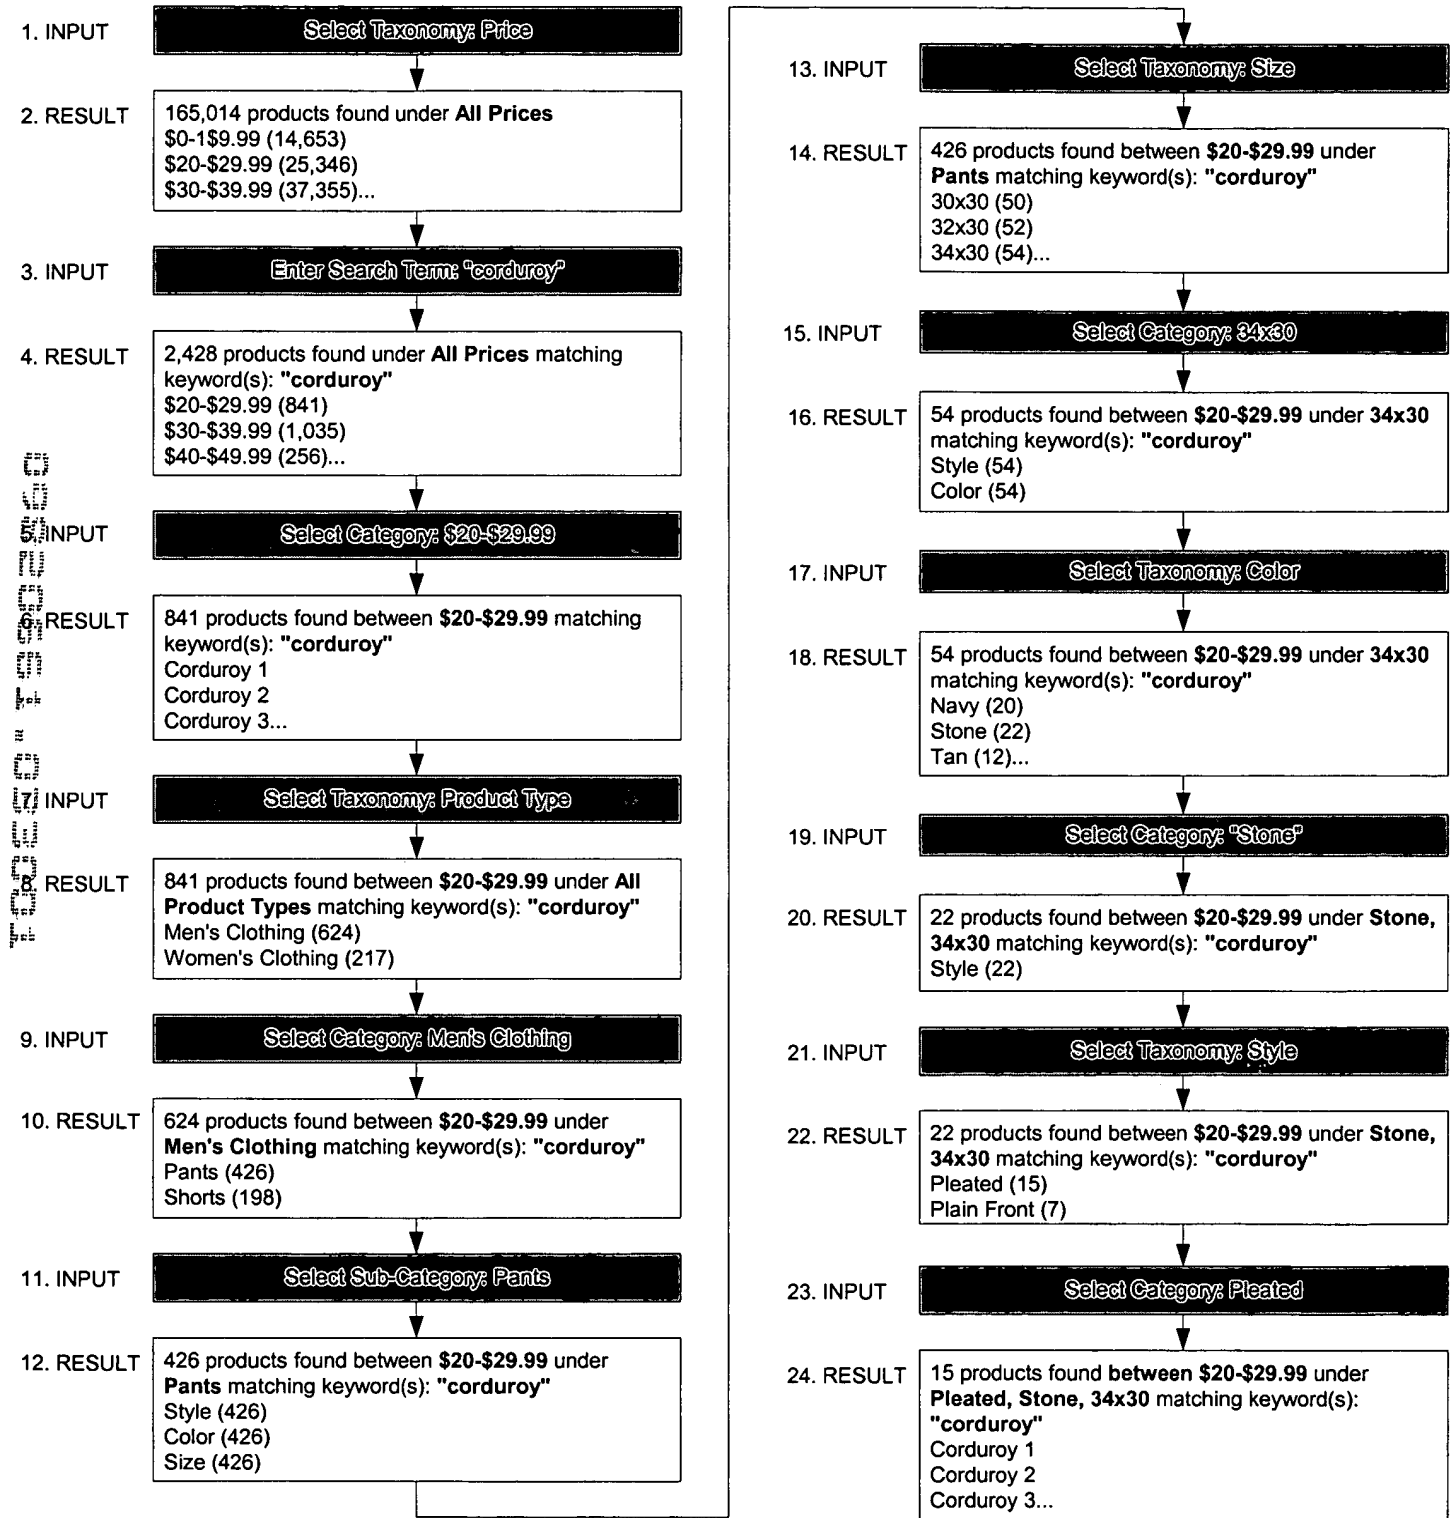 1. INPUT
Select Taxonomy: Price
2. RESULT
165,014 products found under All Prices
$0-1$9.99 (14,653)
$20-$29.99 (25,346)
$30-$39.99 (37,355)...
3. INPUT
Enter Search Term: "corduroy"
4. RESULT
2,428 products found under All Prices matching
keyword(s): "corduroy"
$20-$29.99 (841)
$30-$39.99 (1,035)
$40-$49.99 (256)...
5. INPUT
Select Category: $20-$29.99
6. RESULT
841 products found between $20-$29.99 matching
keyword(s): "corduroy"
Corduroy 1
Corduroy 2
Corduroy 3...
7. INPUT
Select Taxonomy: Product Type
8. RESULT
841 products found between $20-$29.99 under All
Product Types matching keyword(s): "corduroy"
Men's Clothing (624)
Women's Clothing (217)
9. INPUT
Select Category: Men's Clothing
10. RESULT
624 products found between $20-$29.99 under
Men's Clothing matching keyword(s): "corduroy"
Pants (426)
Shorts (198)
11. INPUT
Select Sub-Category: Pants
12. RESULT
426 products found between $20-$29.99 under
Pants matching keyword(s): "corduroy"
Style (426)
Color (426)
Size (426)
13. INPUT
Select Taxonomy: Size
14. RESULT
426 products found between $20-$29.99 under
Pants matching keyword(s): "corduroy"
30x30 (50)
32x30 (52)
34x30 (54)...
15. INPUT
Select Category: 34x30
16. RESULT
54 products found between $20-$29.99 under 34x30
matching keyword(s): "corduroy"
Style (54)
Color (54)
17. INPUT
Select Taxonomy: Color
18. RESULT
54 products found between $20-$29.99 under 34x30
matching keyword(s): "corduroy"
Navy (20)
Stone (22)
Tan (12)...
19. INPUT
Select Category: "Stone"
20. RESULT
22 products found between $20-$29.99 under Stone,
34x30 matching keyword(s): "corduroy"
Style (22)
21. INPUT
Select Taxonomy: Style
22. RESULT
22 products found between $20-$29.99 under Stone,
34x30 matching keyword(s): "corduroy"
Pleated (15)
Plain Front (7)
23. INPUT
Select Category: Pleated
24. RESULT
15 products found between $20-$29.99 under
Pleated, Stone, 34x30 matching keyword(s):
"corduroy"
Corduroy 1
Corduroy 2
Corduroy 3...